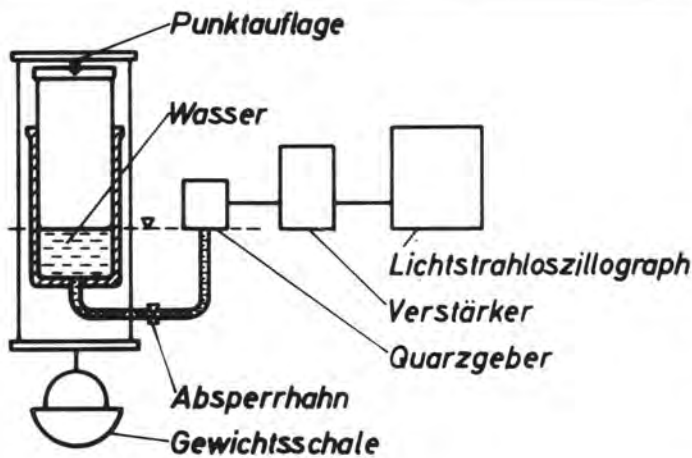 Punktauflage
Wasser
Lichtstrahloszillograph
Verstärker
Quarzgeber
Absperrhahn
Gewichtsschale